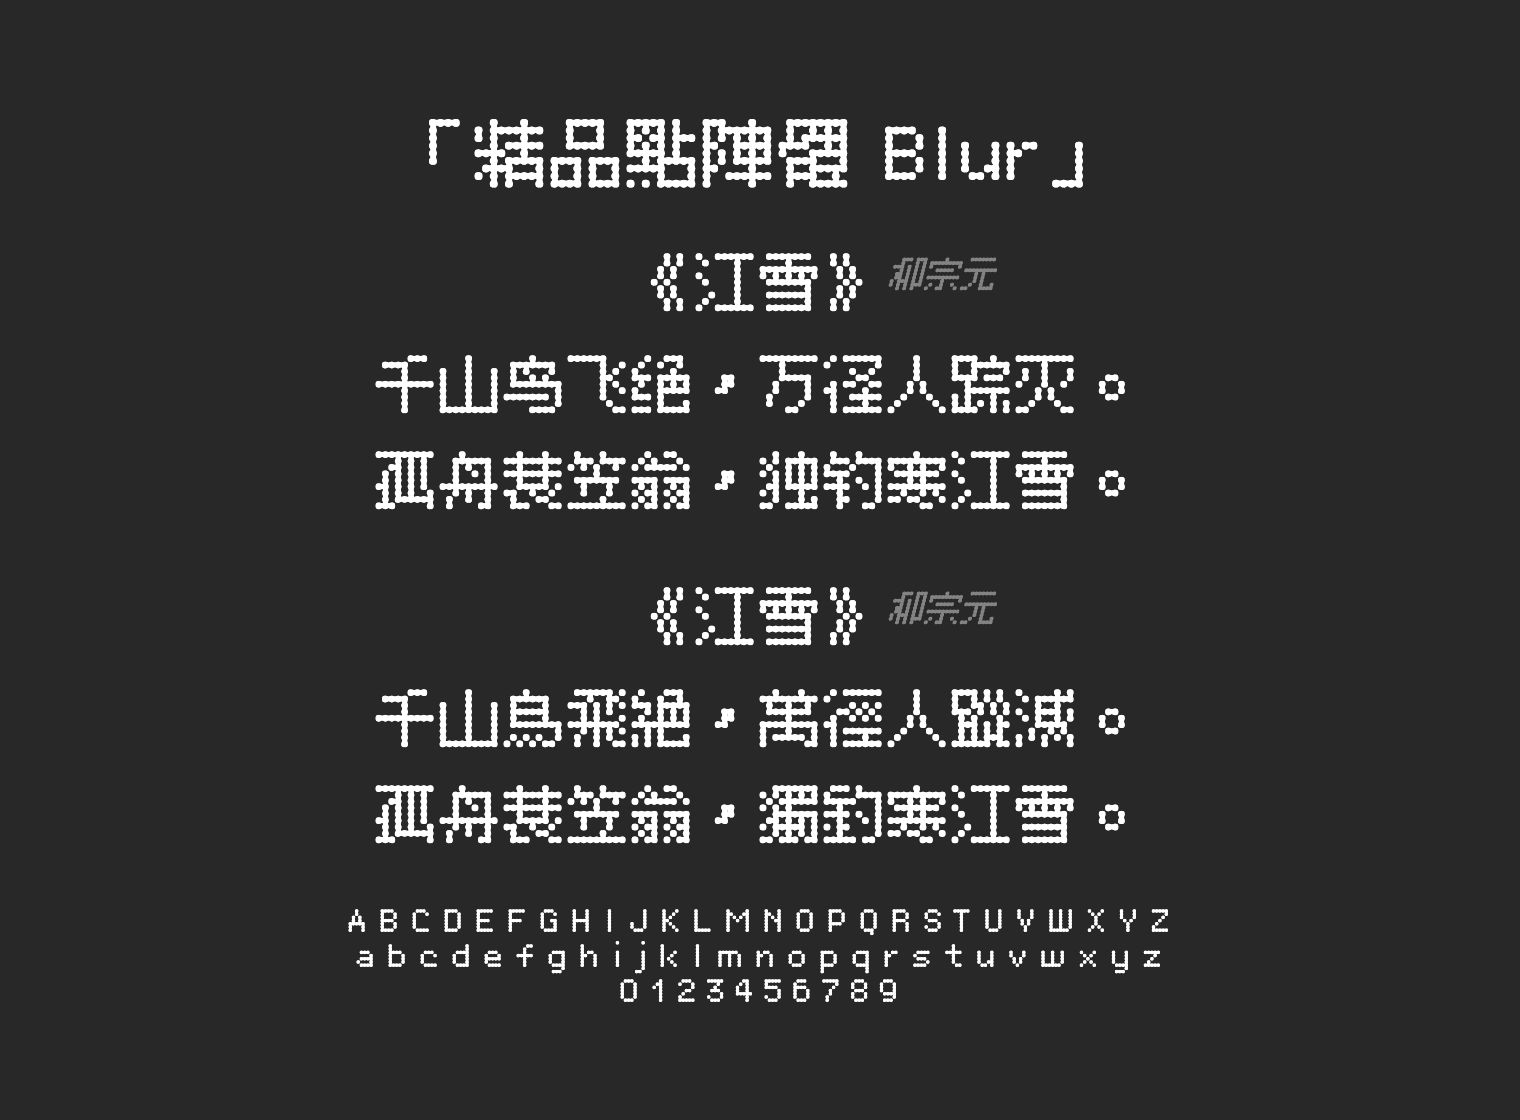 「精品點陣體 Blur」
《江雪》 柳宗元
千山鸟飞绝，万径人踪灭。
孤舟蓑笠翁，独钓寒江雪。
《江雪》 柳宗元
千山鳥飛絕，萬徑人蹤滅。
孤舟蓑笠翁，獨釣寒江雪。
A B C D E F G H I J K L M N O P Q R S T U V W X Y Z
a b c d e f g h i j k l m n o p q r s t u v w x y z
0 1 2 3 4 5 6 7 8 9